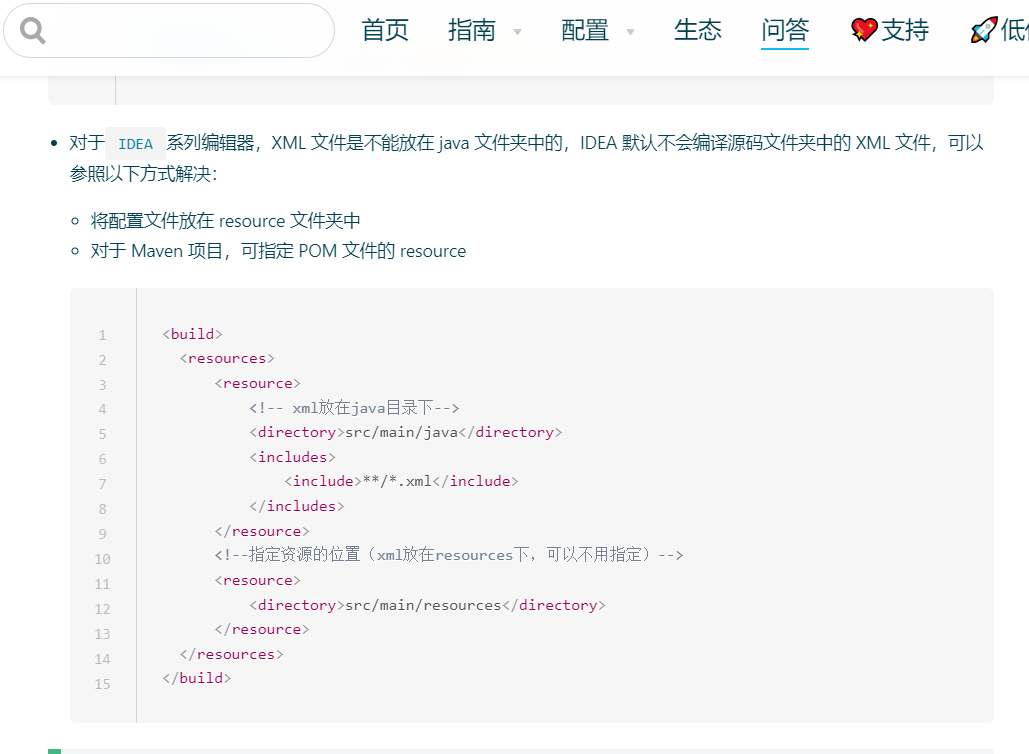 首页 指南 配置 生态 问答 支持
对于 IDEA 系列编辑器，XML 文件是不能放在 java 文件夹中的，IDEA 默认不会编译源码文件夹中的 XML 文件，可以
参照以下方式解决：
将配置文件放在 resource 文件夹中
对于 Maven 项目，可指定 POM 文件的 resource
1 <build>
2 <resources>
3 <resource>
4 <!-- xml放在java目录下-->
5 <directory>src/main/java</directory>
6 <includes>
7 <include>**/*.xml</include>
8 </includes>
9 </resource>
10 <!--指定资源的位置（xml放在resources下，可以不用指定）-->
11 <resource>
12 <directory>src/main/resources</directory>
13 </resource>
14 </resources>
15 </build>